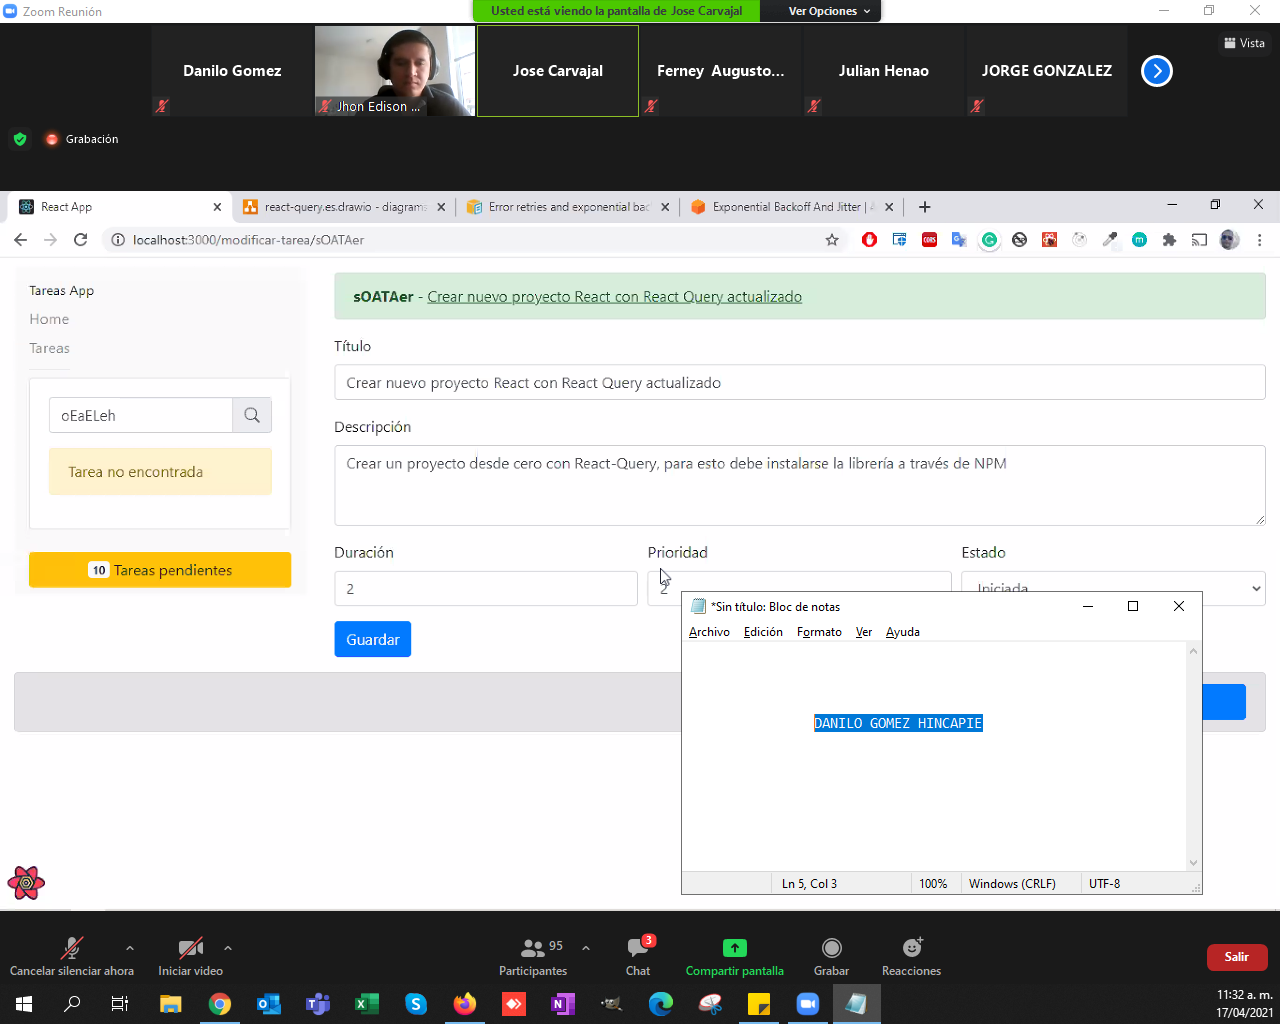 Zoom Reunión
Usted está viendo la pantalla de Jose Carvajal
Ver Opciones
Danilo Gomez
Jhon Edison ...
Jose Carvajal
Ferney Augusto...
Julian Henao
JORGE GONZALEZ
Vista
Grabación
React App
react-query.es.drawio - diagrams
Error retries and exponential bac
Exponential Backoff And Jitter |
localhost:3000/modificar-tarea/sOATAer
Tareas App
Home
Tareas
oEaELeh
Tarea no encontrada
10 Tareas pendientes
sOATAer - Crear nuevo proyecto React con React Query actualizado
Título
Crear nuevo proyecto React con React Query actualizado
Descripción
Crear un proyecto desde cero con React-Query, para esto debe instalarse la librería a través de NPM
Duración
Prioridad
Estado
2
2
Iniciada
Guardar
*Sin título: Bloc de notas
Archivo Edición Formato Ver Ayuda
DANILO GOMEZ HINCAPIE
Ln 5, Col 3
100%
Windows (CRLF)
UTF-8
Cancelar silenciar ahora
Iniciar video
95
Participantes
3
Chat
Compartir pantalla
Grabar
Reacciones
Salir
11:32 a. m.
17/04/2021